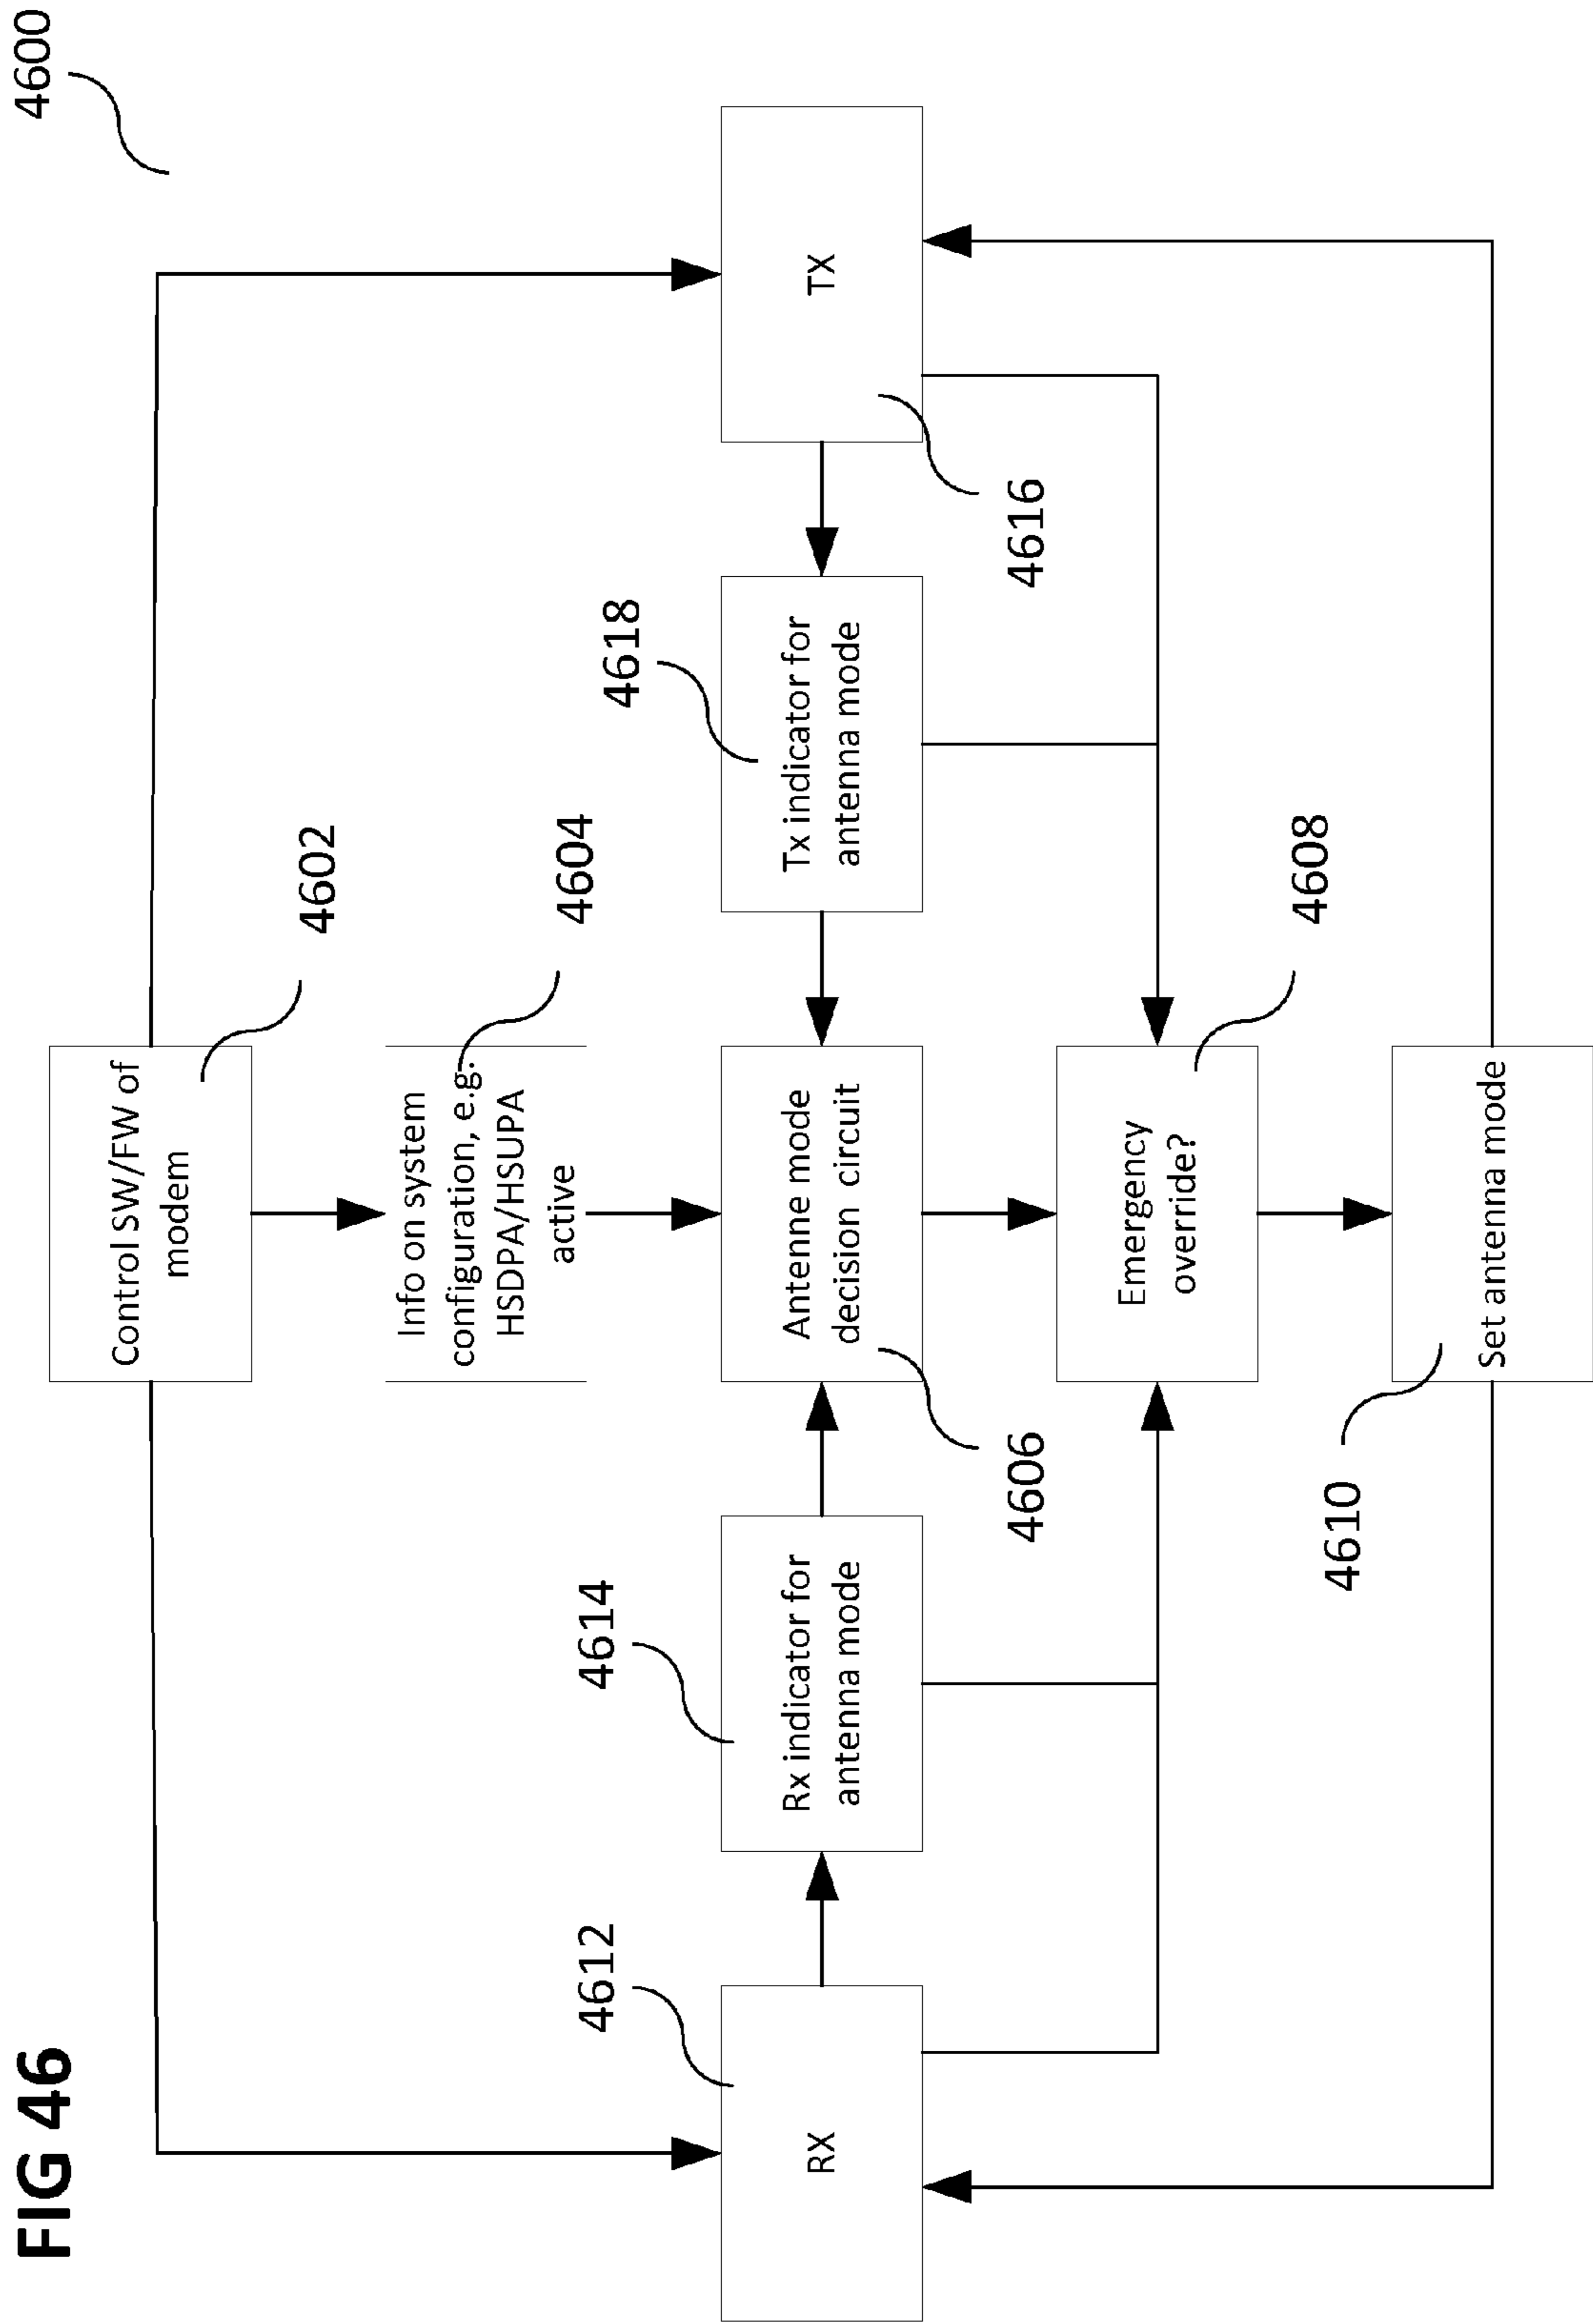 FIG 46
4600
Control SW/FW of
modem
4602
Info on system
configuration, e.g.
HSDPA/HSUPA
active
4604
4612
RX
4614
Rx indicator for
antenna mode
Antenne mode
decision circuit
4606
4618
Tx indicator for
antenna mode
TX
4616
Emergency
override?
4608
4610
Set antenna mode